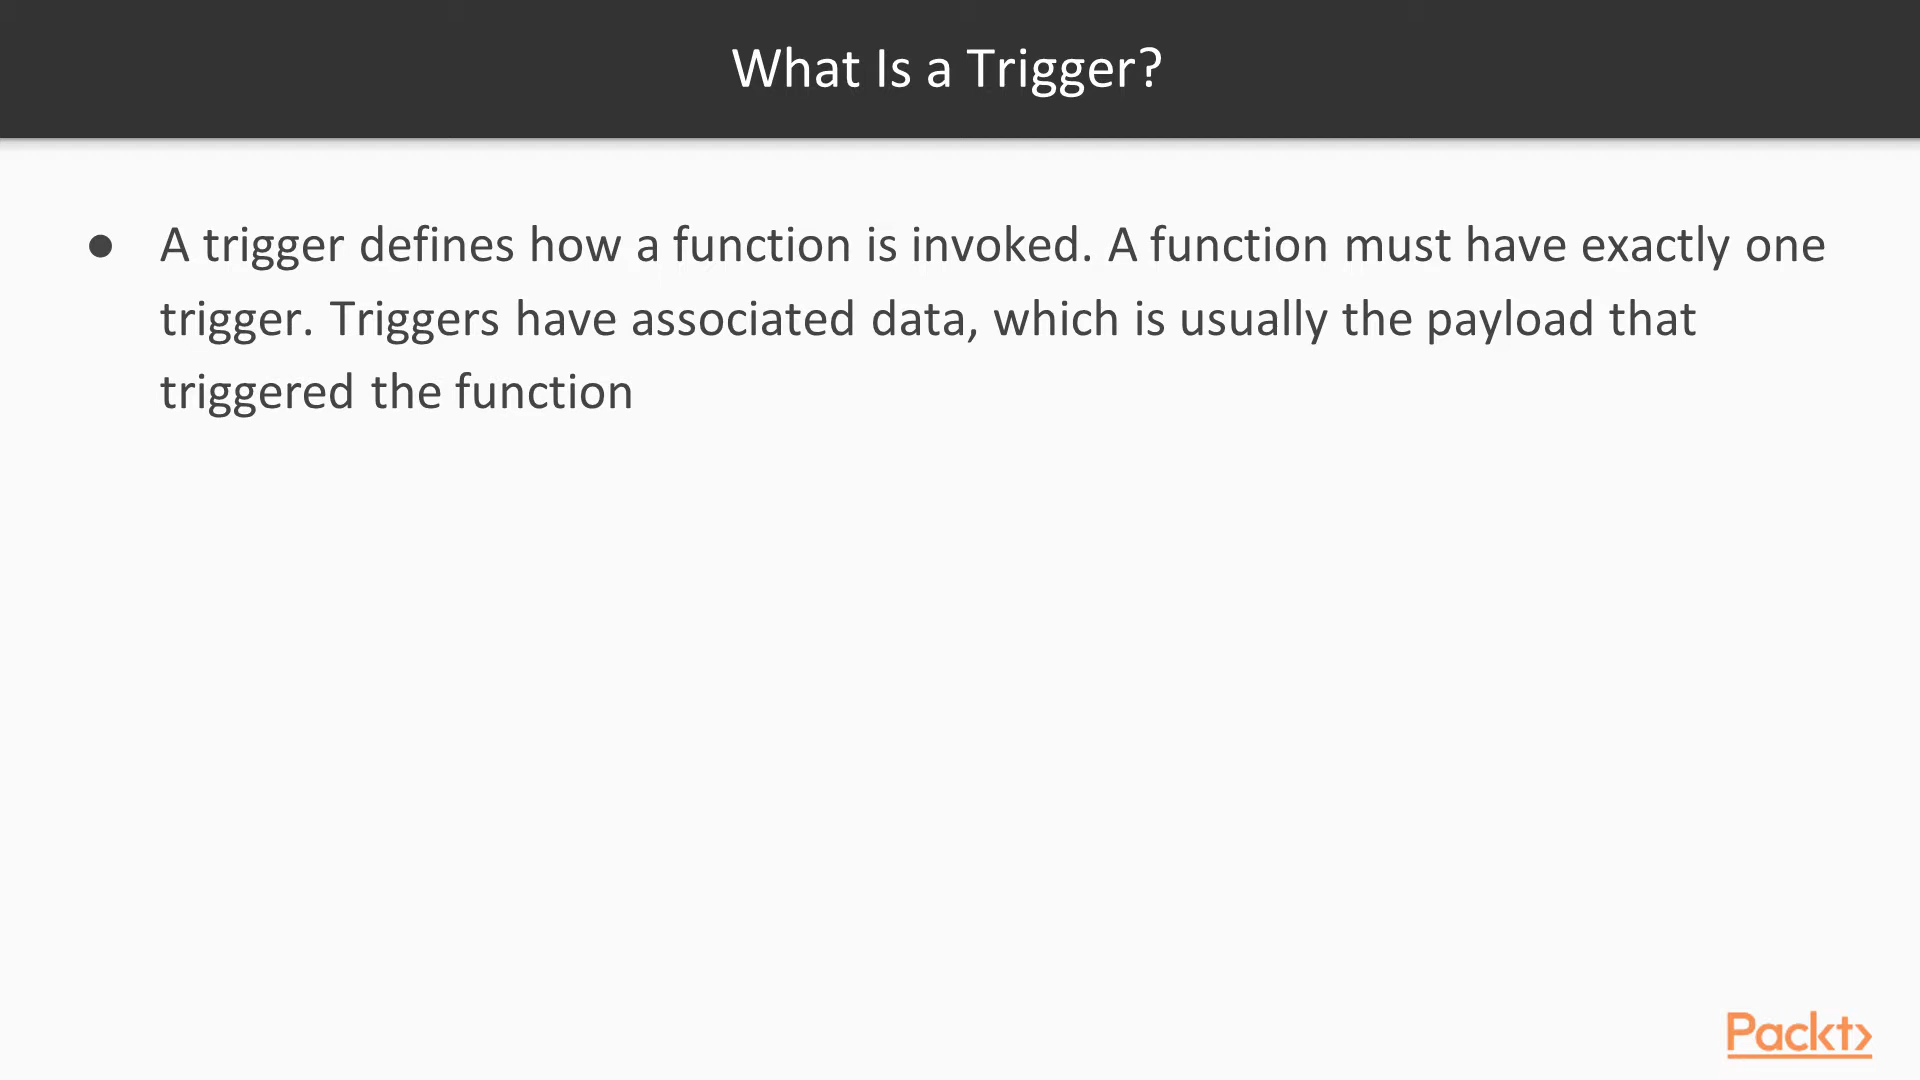 What Is a Trigger?
● A trigger defines how a function is invoked. A function must have exactly one
trigger. Triggers have associated data, which is usually the payload that
triggered the function
Packt>